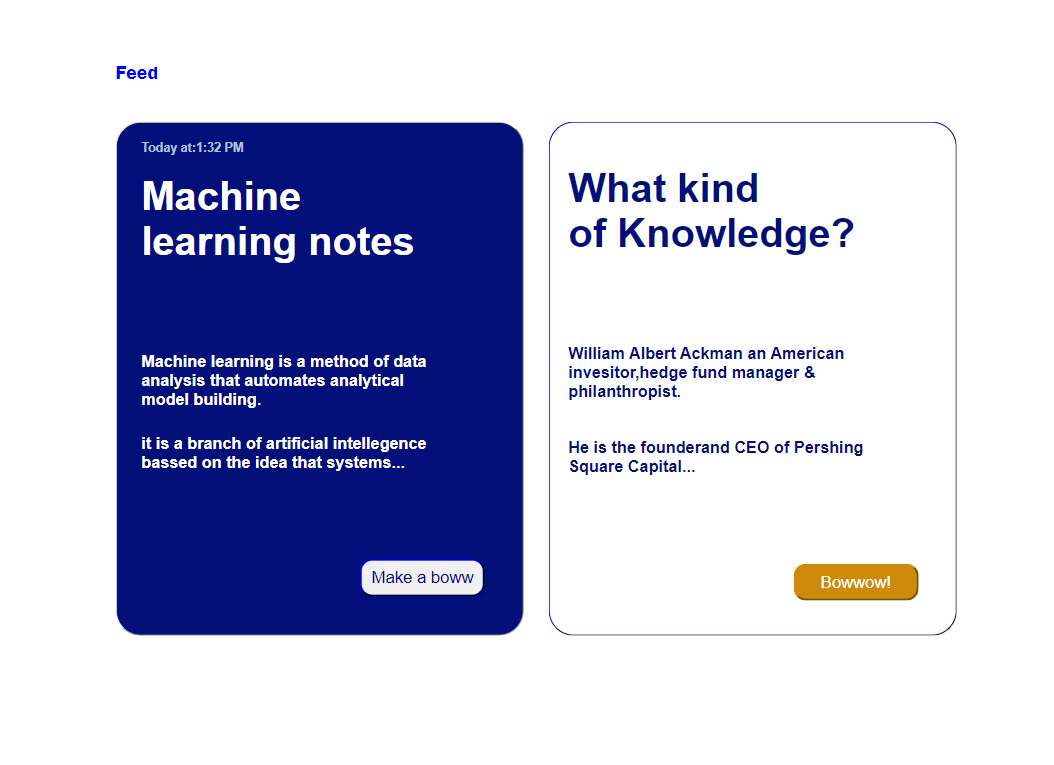 Feed
Today at:1:32 PM
Machine
learning notes
Machine learning is a method of data
analysis that automates analytical
model building.
it is a branch of artificial intellegence
bassed on the idea that systems...
Make a boww
What kind
of Knowledge?
William Albert Ackman an American
invesitor,hedge fund manager &
philanthropist.
He is the founderand CEO of Pershing
Square Capital...
Bowwow!